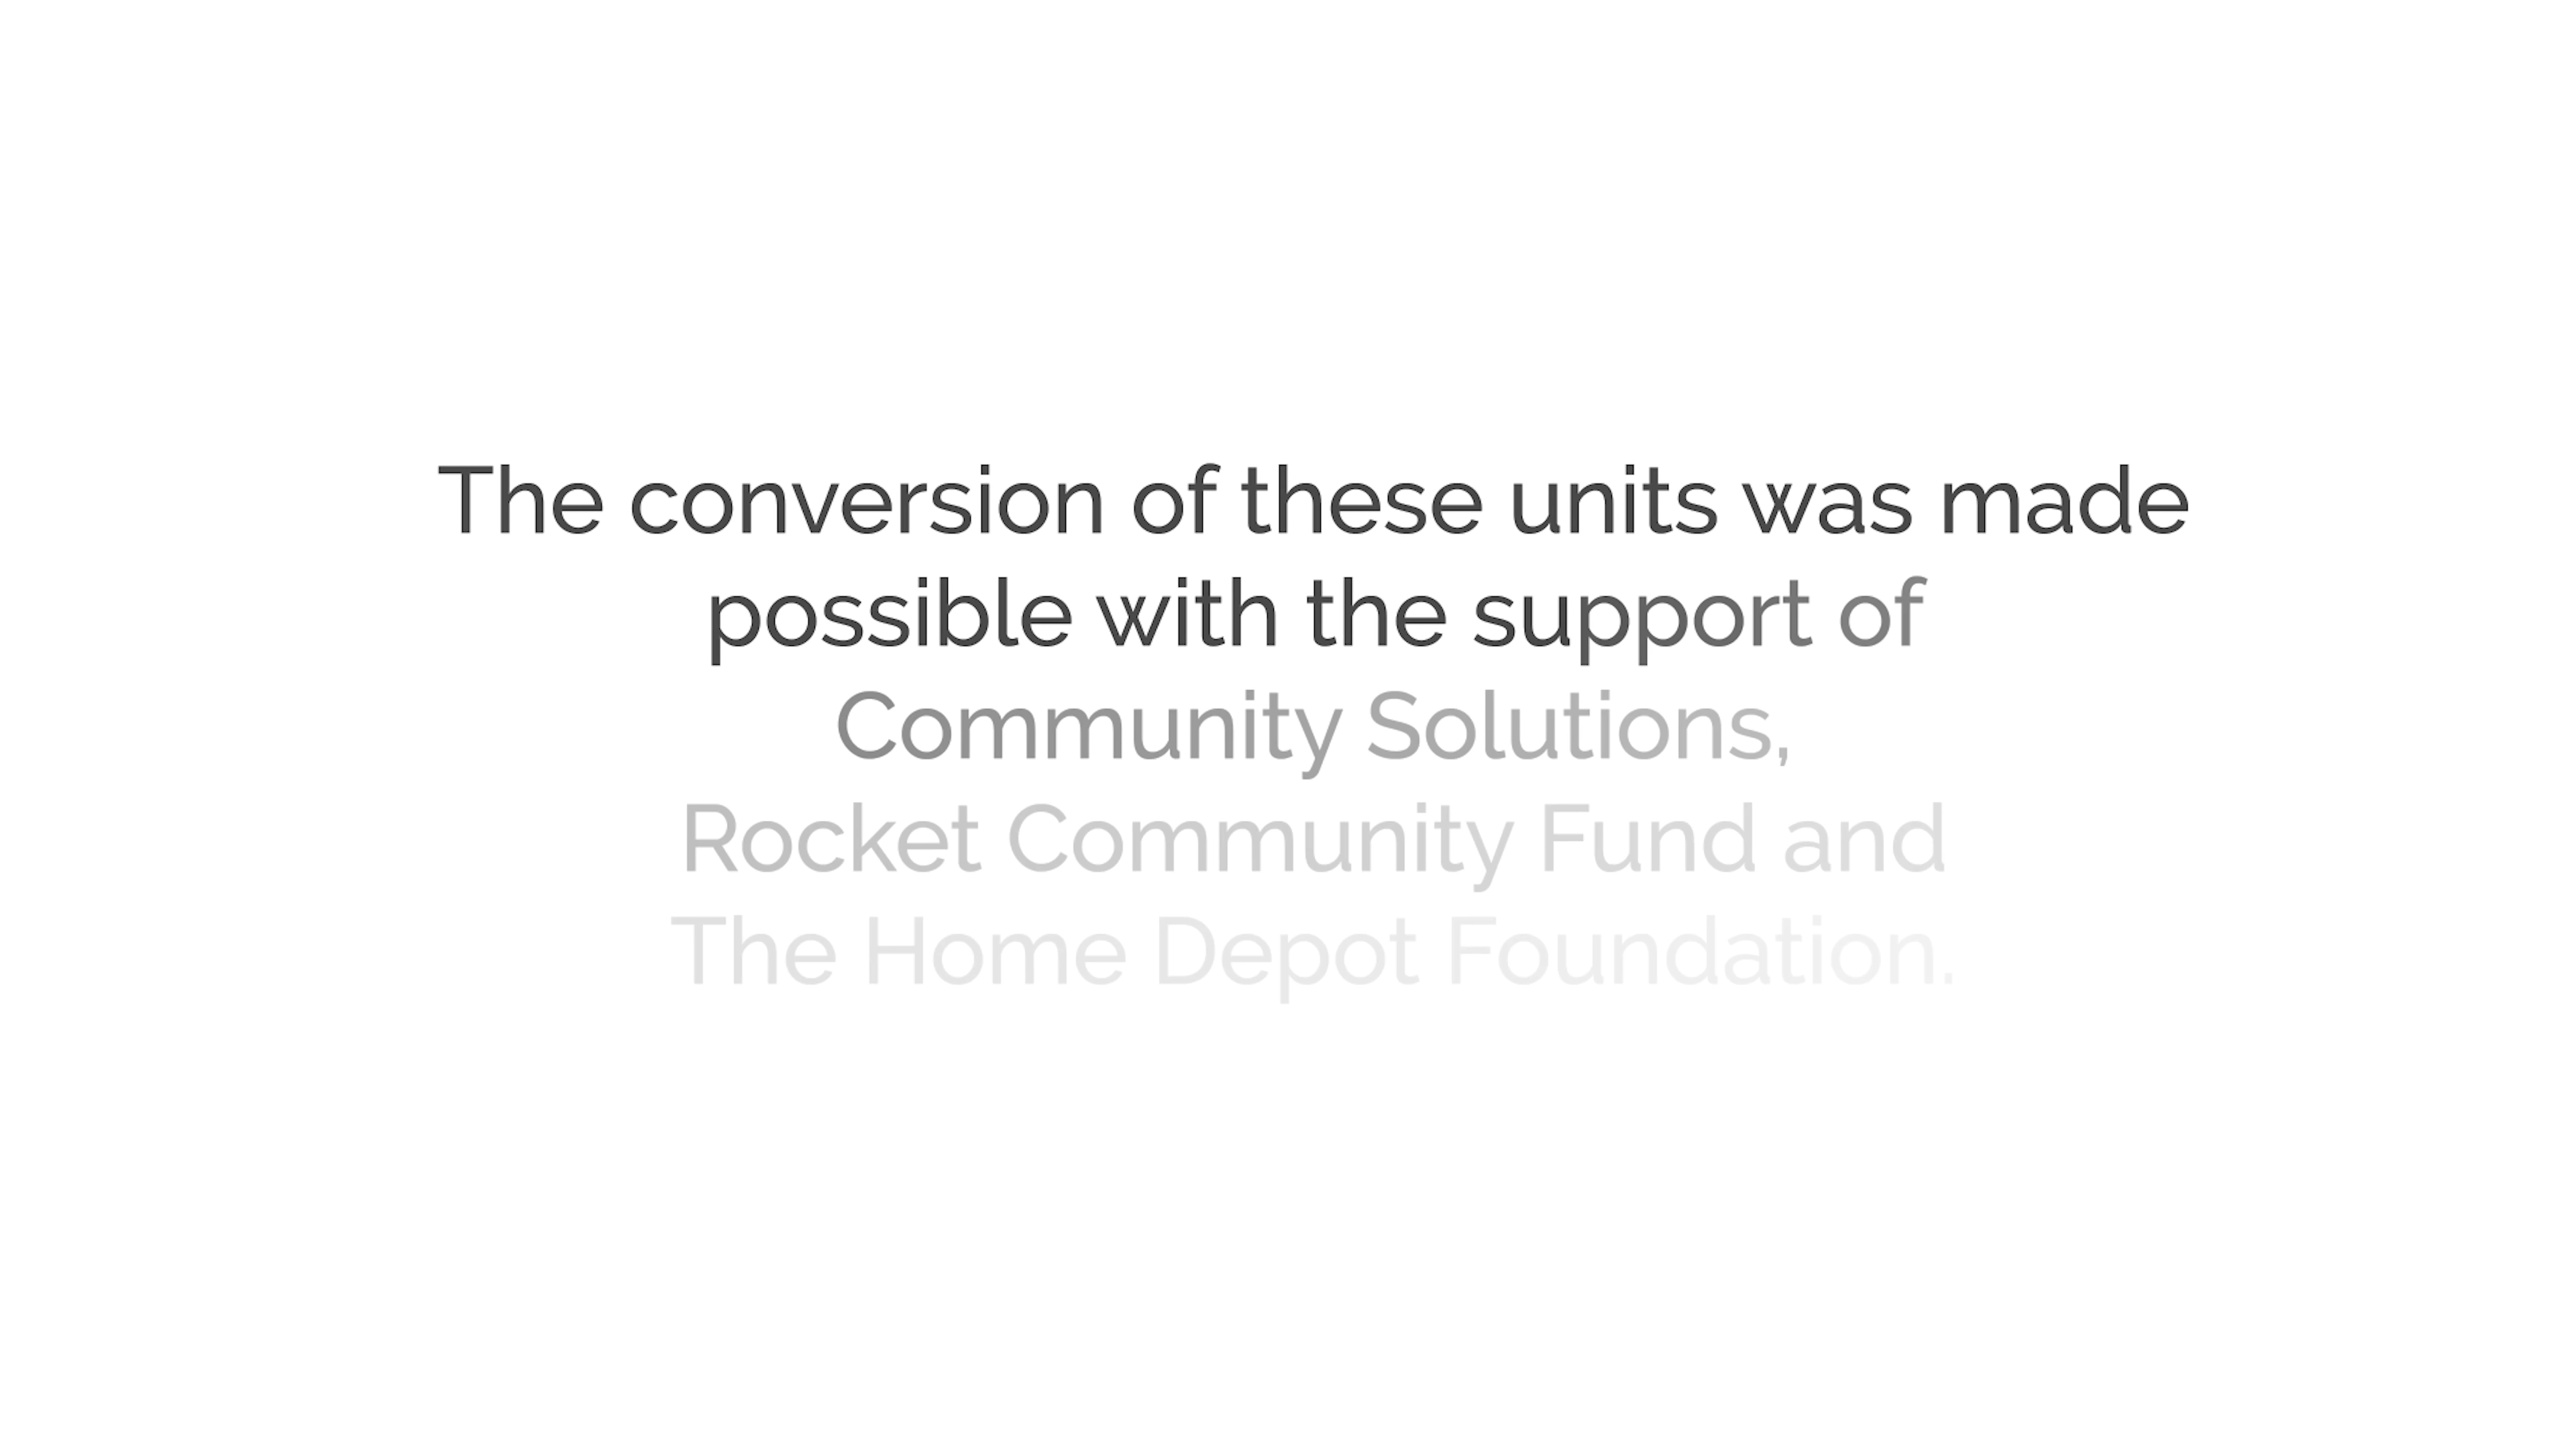 The conversion of these units was made
possible with the support of
Community Solutions,
Rocket Community Fund and
The Home Depot Foundation.